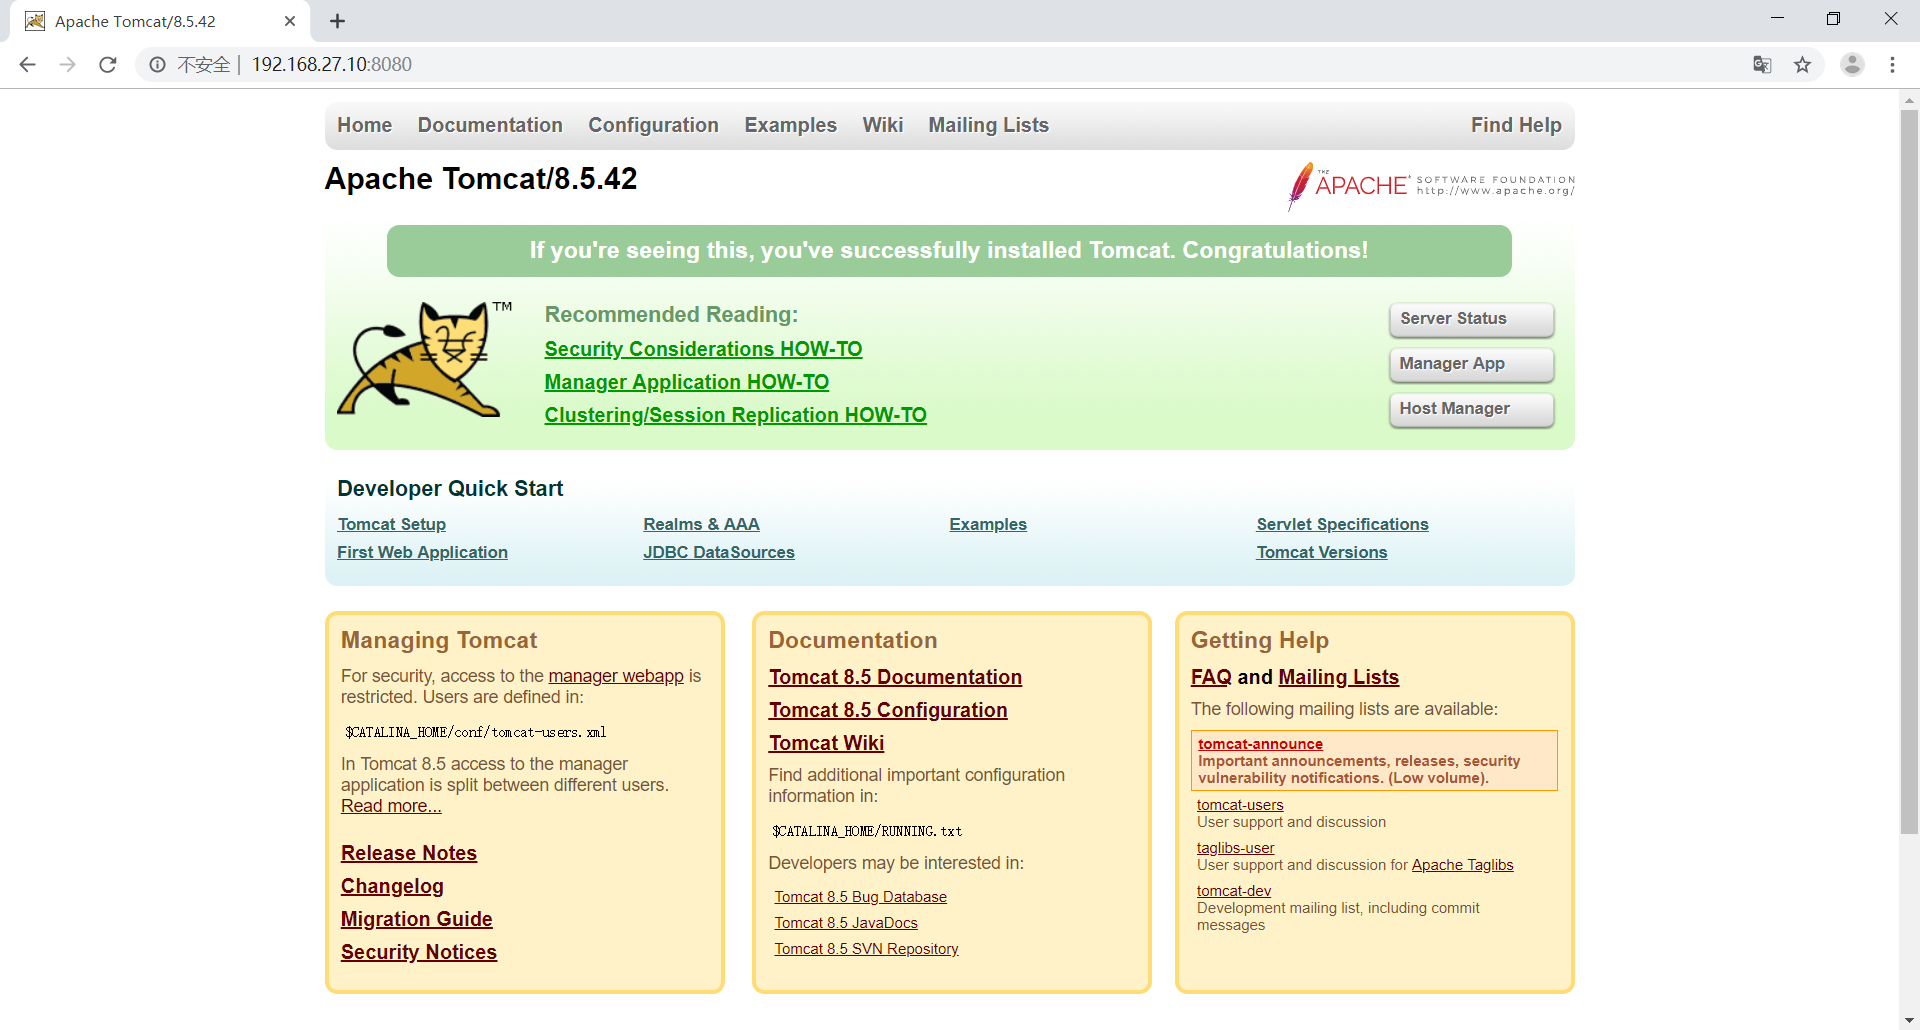 Apache Tomcat/8.5.42
不安全 | 192.168.27.10:8080
Home Documentation Configuration Examples Wiki Mailing Lists Find Help
Apache Tomcat/8.5.42
THE APACHE® SOFTWARE FOUNDATION
http://www.apache.org/
If you're seeing this, you've successfully installed Tomcat. Congratulations!
TM
Recommended Reading:
Security Considerations HOW-TO
Manager Application HOW-TO
Clustering/Session Replication HOW-TO
Server Status
Manager App
Host Manager
Developer Quick Start
Tomcat Setup
First Web Application
Realms & AAA
JDBC DataSources
Examples
Servlet Specifications
Tomcat Versions
Managing Tomcat
For security, access to the manager webapp is
restricted. Users are defined in:
$CATALINA_HOME/conf/tomcat-users.xml
In Tomcat 8.5 access to the manager
application is split between different users.
Read more...
Release Notes
Changelog
Migration Guide
Security Notices
Documentation
Tomcat 8.5 Documentation
Tomcat 8.5 Configuration
Tomcat Wiki
Find additional important configuration
information in:
$CATALINA_HOME/RUNNING.txt
Developers may be interested in:
Tomcat 8.5 Bug Database
Tomcat 8.5 JavaDocs
Tomcat 8.5 SVN Repository
Getting Help
FAQ and Mailing Lists
The following mailing lists are available:
tomcat-announce
Important announcements, releases, security
vulnerability notifications. (Low volume).
tomcat-users
User support and discussion
taglibs-user
User support and discussion for Apache Taglibs
tomcat-dev
Development mailing list, including commit
messages